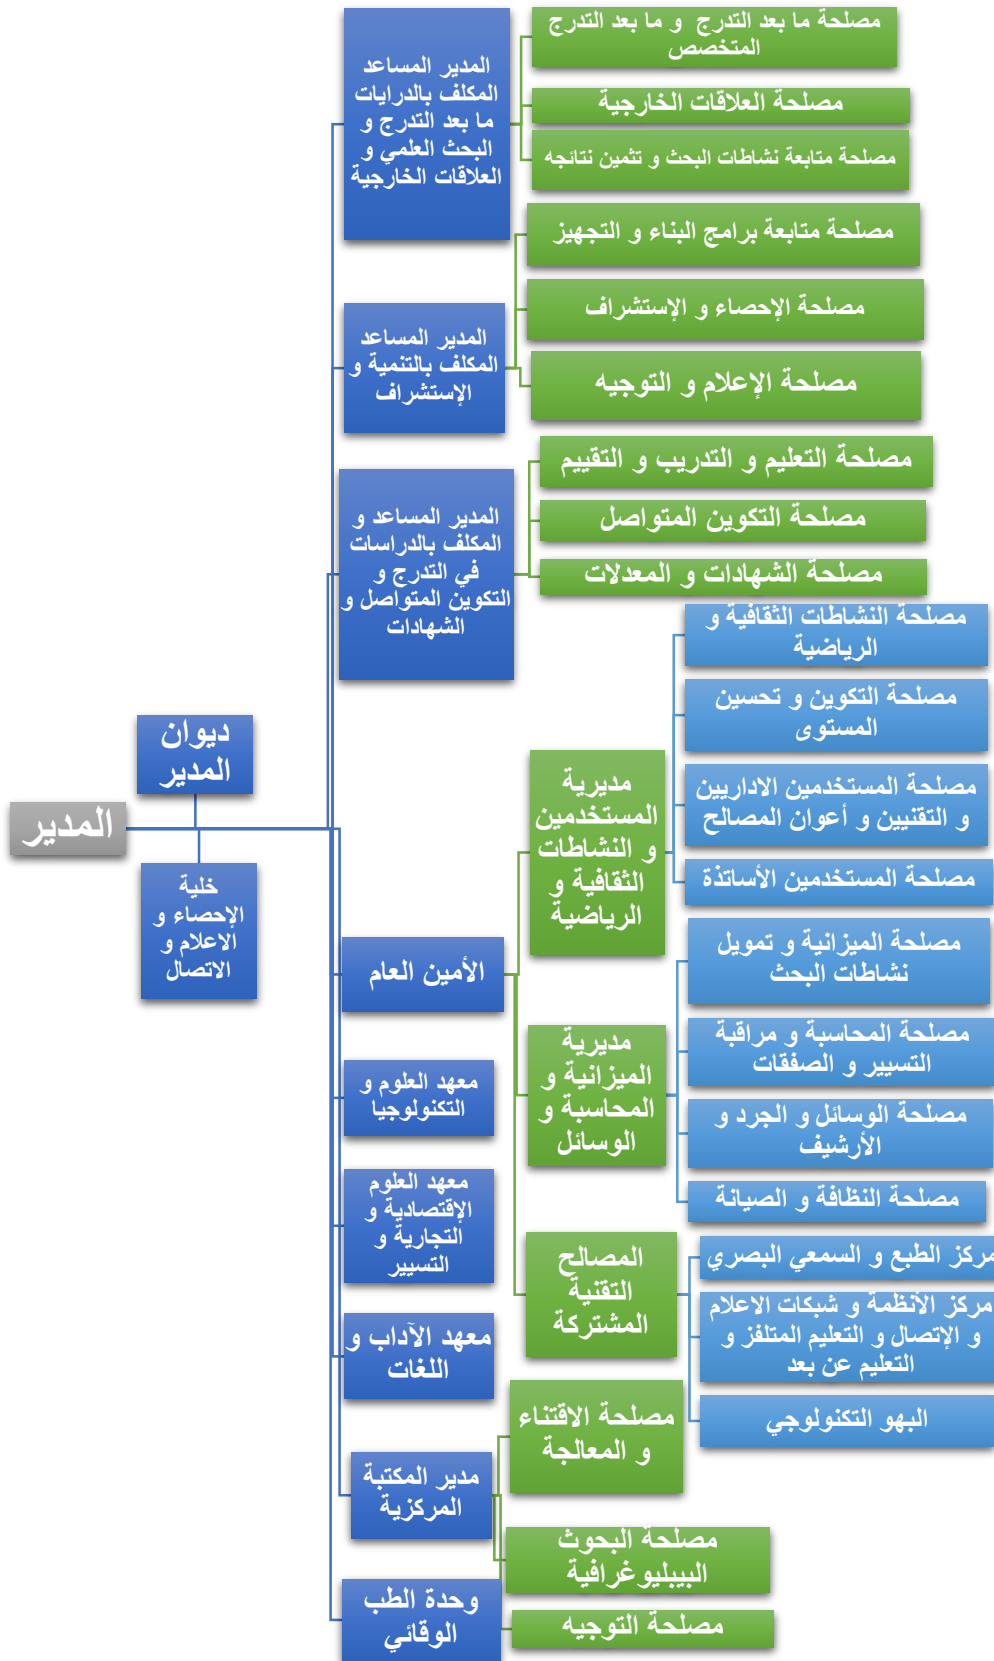 مصلحة ما بعد التدرج و ما بعد التدرج
المتخصص
المدير المساعد
المكلف بالدرايات
ما بعد التدرج و
البحث العلمي و
العلاقات الخارجية
مصلحة العلاقات الخارجية
مصلحة متابعة نشاطات البحث و تثمين نتائجه
مصلحة متابعة برامج البناء و التجهيز
المدير المساعد
المكلف بالتنمية و
الإستشراف
مصلحة الإحصاء و الإستشراف
مصلحة الإعلام و التوجيه
مصلحة التعليم و التدريب و التقييم
المدير المساعد و
المكلف بالدراسات
في التدرج و
التكوين المتواصل و
الشهادات
مصلحة التكوين المتواصل
مصلحة الشهادات و المعدلات
ديوان
المدير
المدير
خلية
الإحصاء و
الاعلام و
الاتصال
الأمين العام
مديرية
المستخدمين
و النشاطات
الثقافية و
الرياضية
مصلحة النشاطات الثقافية و
الرياضية
مصلحة التكوين و تحسين
المستوى
مصلحة المستخدمين الاداريين
و التقنيين و أعوان المصالح
مصلحة المستخدمين الأساتذة
مديرية
الميزانية و
المحاسبة و
الوسائل
مصلحة الميزانية و تمويل
نشاطات البحث
مصلحة المحاسبة و مراقبة
التسيير و الصفقات
مصلحة الوسائل و الجرد و
الأرشيف
مصلحة النظافة و الصيانة
المصالح
التقنية
المشتركة
مركز الطبع و السمعي البصري
مركز الأنظمة و شبكات الاعلام
و الإتصال و التعليم المتلفز و
التعليم عن بعد
البهو التكنولوجي
معهد العلوم و
التكنولوجيا
معهد العلوم
الإقتصادية و
التجارية و
التسيير
معهد الآداب و
اللغات
مدير المكتبة
المركزية
مصلحة الاقتناء
و المعالجة
مصلحة البحوث
البيبليوغرافية
مصلحة التوجيه
وحدة الطب
الوقائي